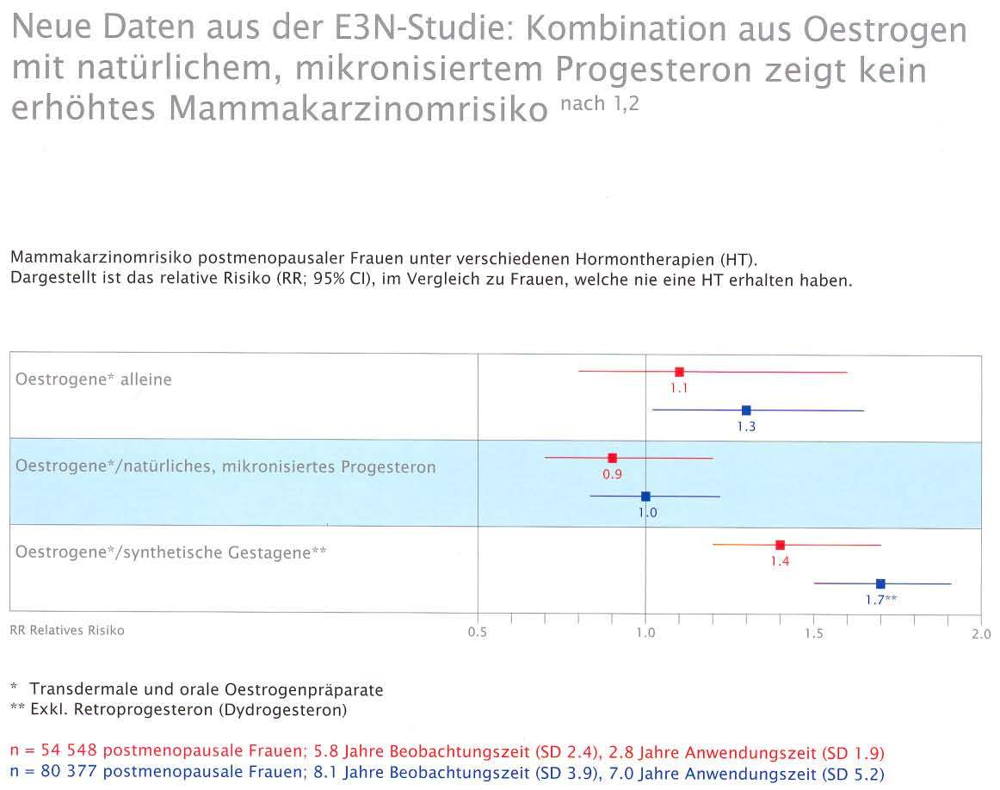 Neue Daten aus der E3N-Studie: Kombination aus Oestrogen
mit natürlichem, mikronisiertem Progesteron zeigt kein
erhöhtes Mammakarzinomrisiko nach 1,2
Mammakarzinomrisiko postmenopausaler Frauen unter verschiedenen Hormontherapien (HT).
Dargestellt ist das relative Risiko (RR; 95% CI), im Vergleich zu Frauen, welche nie eine HT erhalten haben.
Oestrogene* alleine
1.1
1.3
Oestrogene*/natürliches, mikronisiertes Progesteron
0.9
1.0
Oestrogene*/synthetische Gestagene**
1.4
1.7**
RR Relatives Risiko 0.5 1.0 1.5 2.0
* Transdermale und orale Oestrogenpräparate
** Exkl. Retroprogesteron (Dydrogesteron)
n = 54 548 postmenopausale Frauen; 5.8 Jahre Beobachtungszeit (SD 2.4), 2.8 Jahre Anwendungszeit (SD 1.9)
n = 80 377 postmenopausale Frauen; 8.1 Jahre Beobachtungszeit (SD 3.9), 7.0 Jahre Anwendungszeit (SD 5.2)